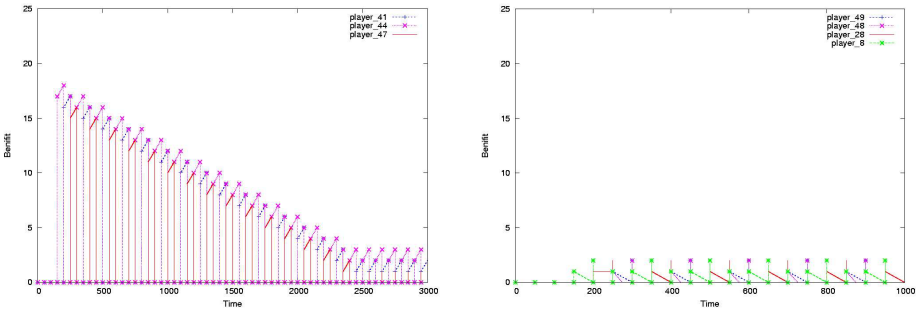 25
20
15
10
5
0
Benifit
player_41
player_44
player_47
0 500 1000 1500 2000 2500 3000
Time
25
20
15
10
5
0
Benifit
player_49
player_48
player_28
player_8
0 200 400 600 800 1000
Time